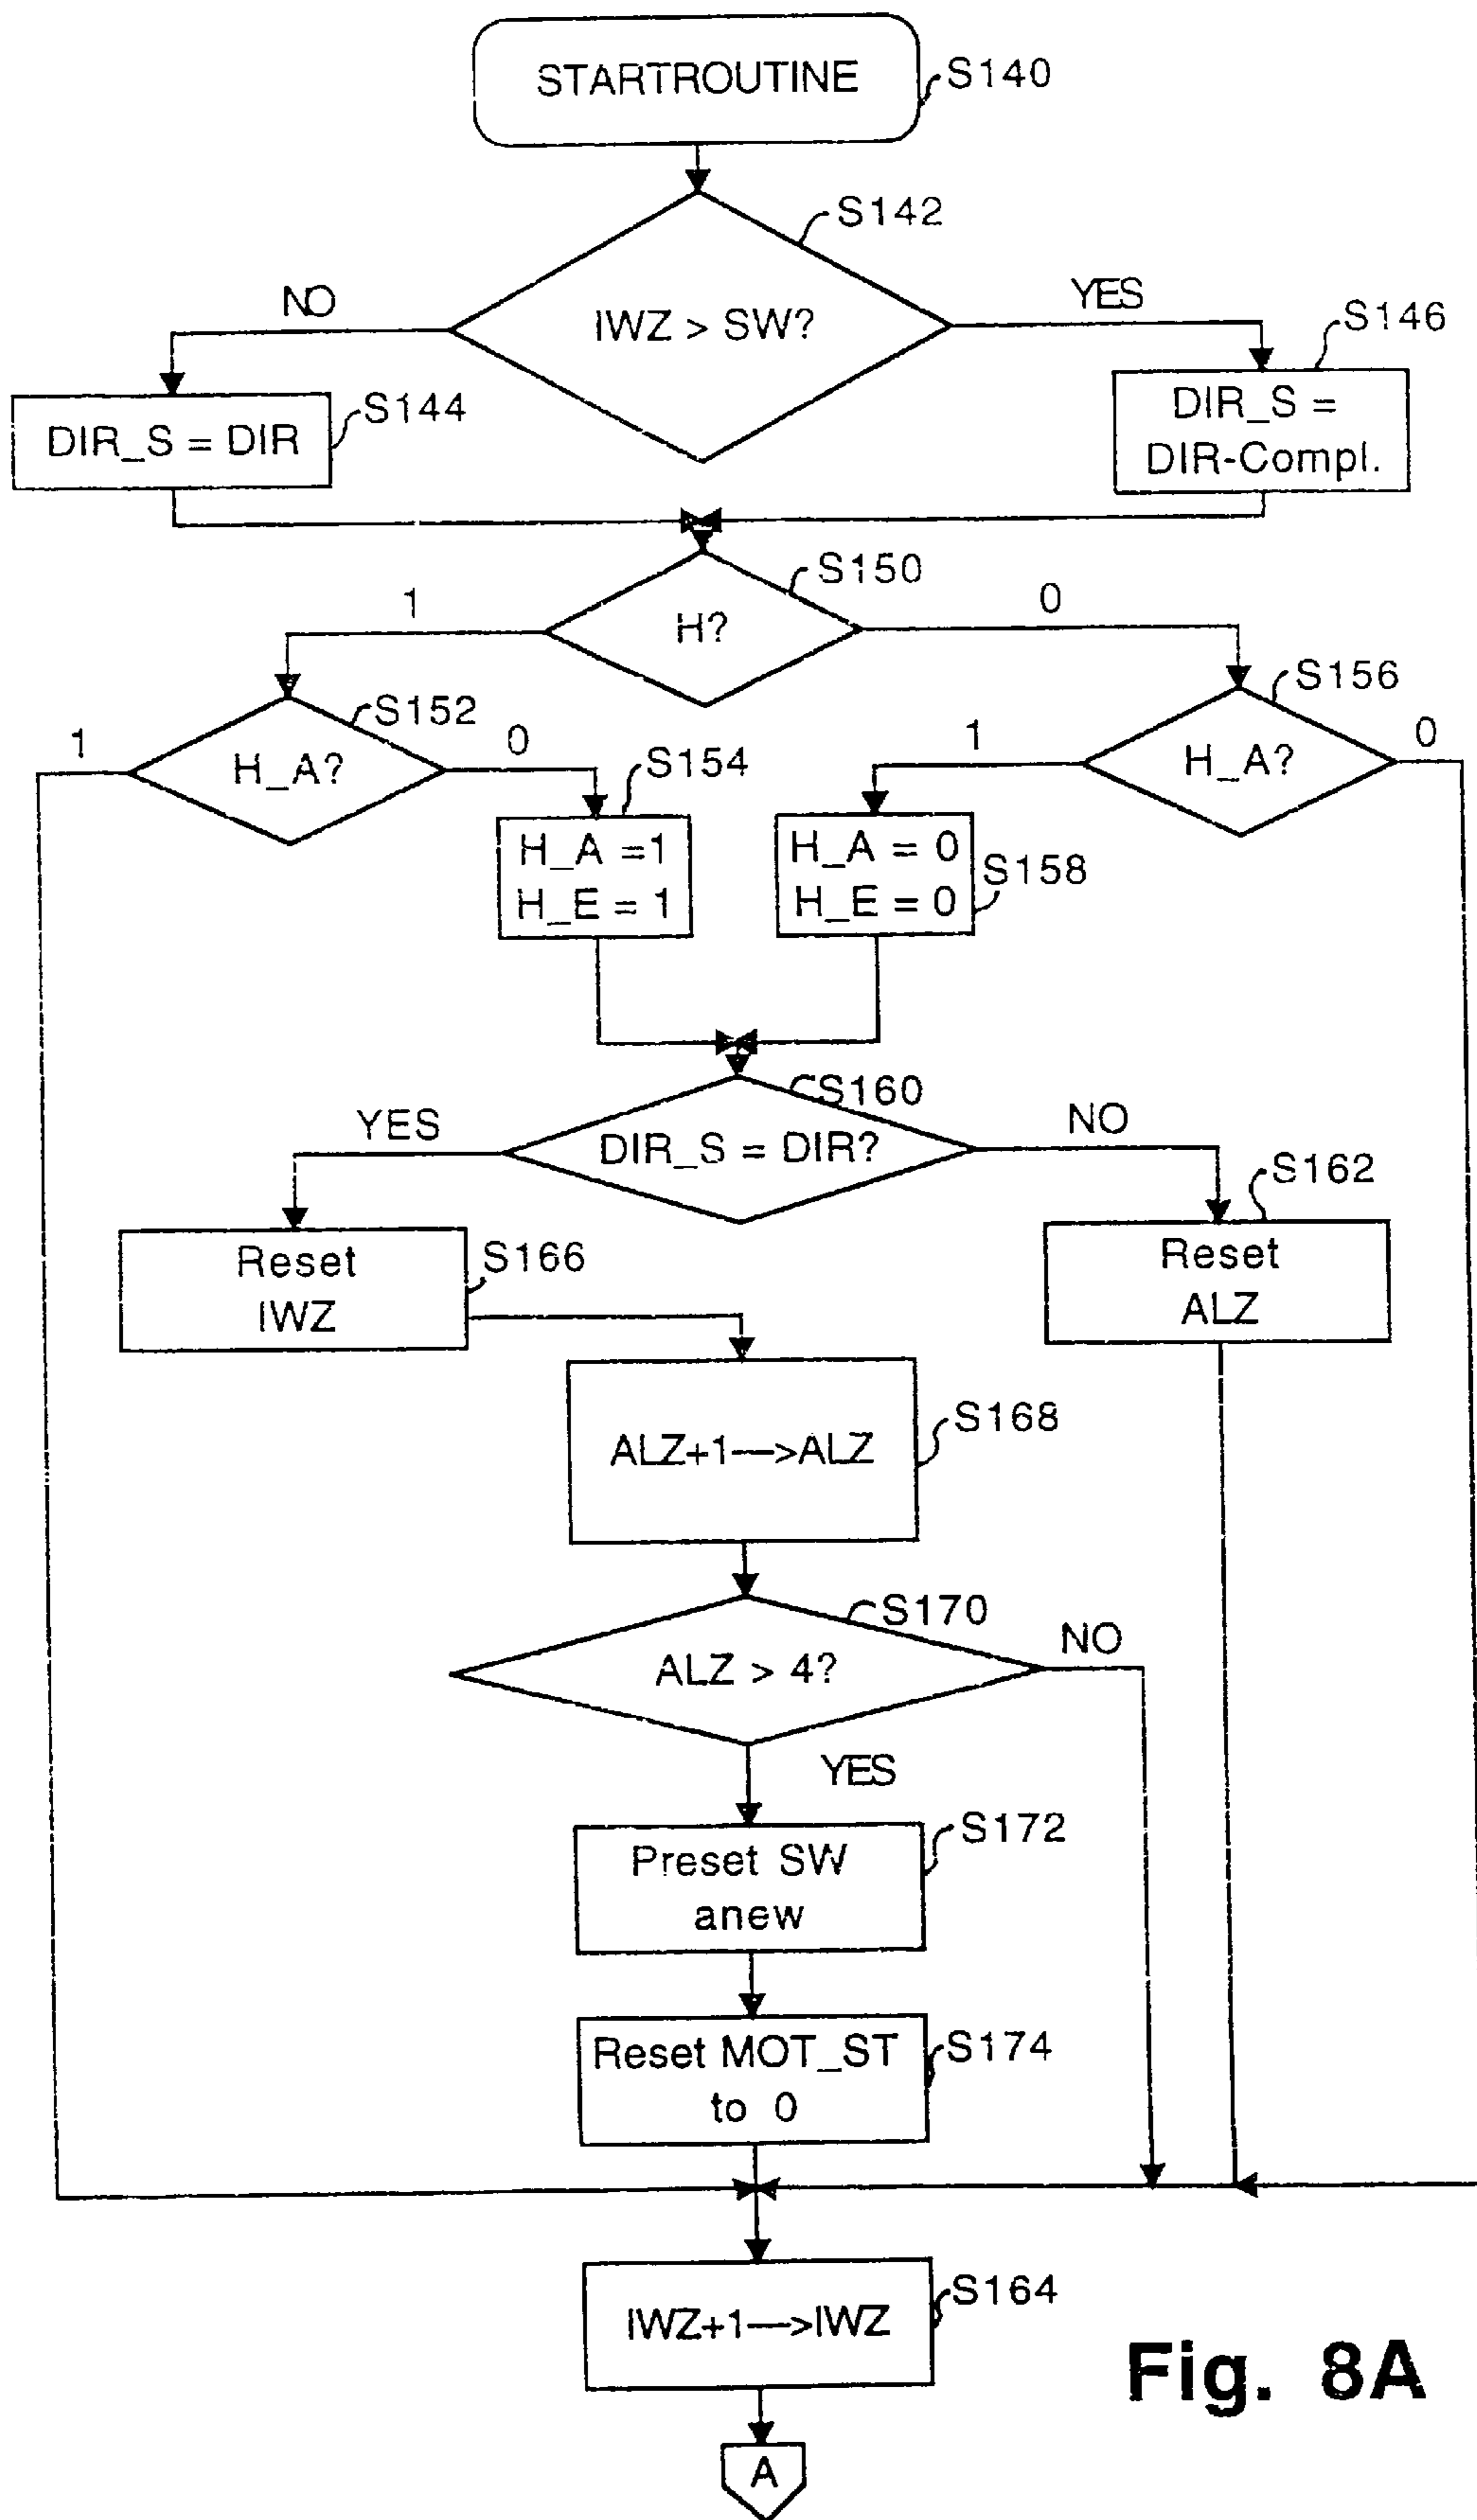 STARTROUTINE
S140
S142
NO
IWZ > SW?
YES
S146
S144
DIR_S = DIR
DIR_S =
DIR-Compl.
S150
1
H?
0
S156
S152
1
H_A?
0
S154
1
H_A?
0
H_A =1
H_E = 1
H_A = 0
H_E = 0
S158
S160
YES
DIR_S = DIR?
NO
S162
Reset
IWZ
S166
Reset
ALZ
ALZ+1—>ALZ
S168
S170
NO
ALZ > 4?
YES
S172
Preset SW
anew
Reset MOT_ST
to 0
S174
S164
IWZ+1—>IWZ
Fig. 8A
A